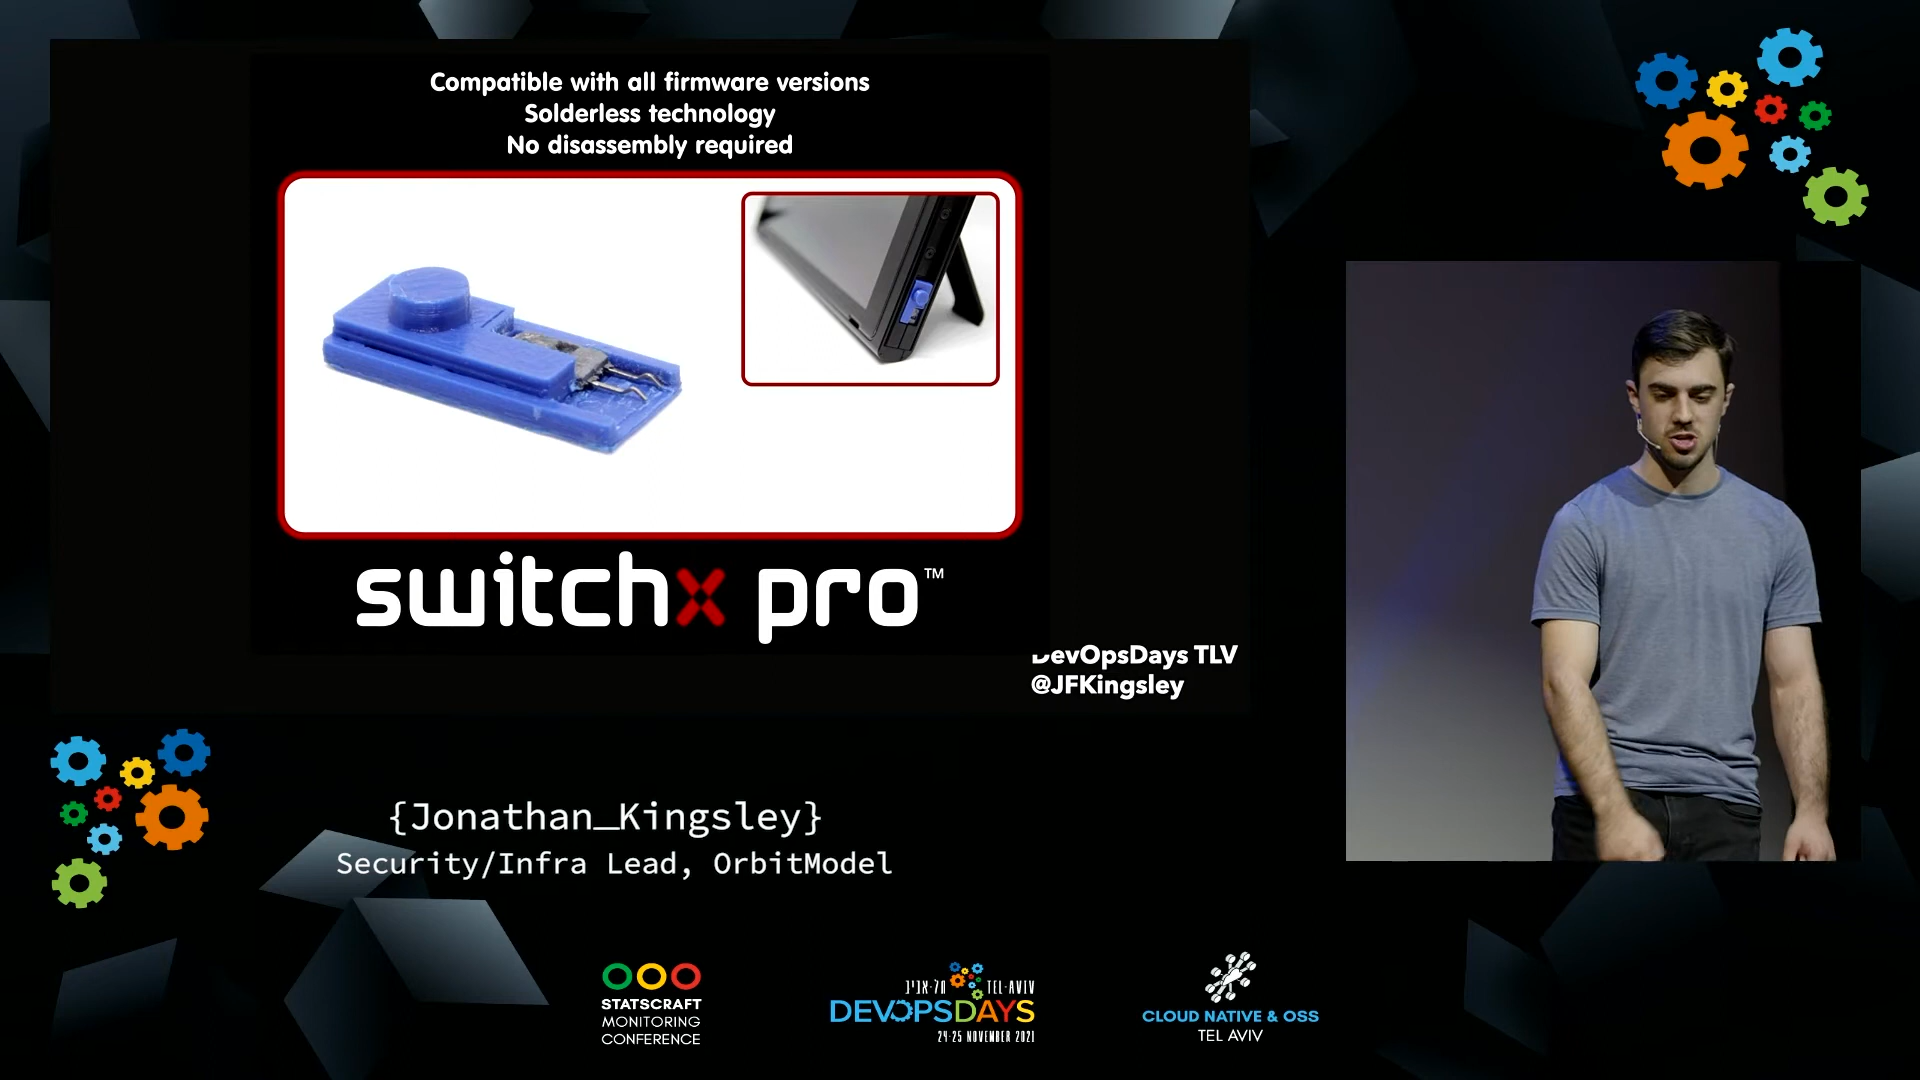 Compatible with all firmware versions
Solderless technology
No disassembly required
switchx pro™
DevOpsDays TLV
@JFKingsley
{Jonathan_Kingsley}
Security/Infra Lead, OrbitModel
STATSCRAFT
MONITORING
CONFERENCE
תל-אביב TEL-AVIV
DEVOPSDAYS
24-25 NOVEMBER 2021
CLOUD NATIVE & OSS
TEL AVIV